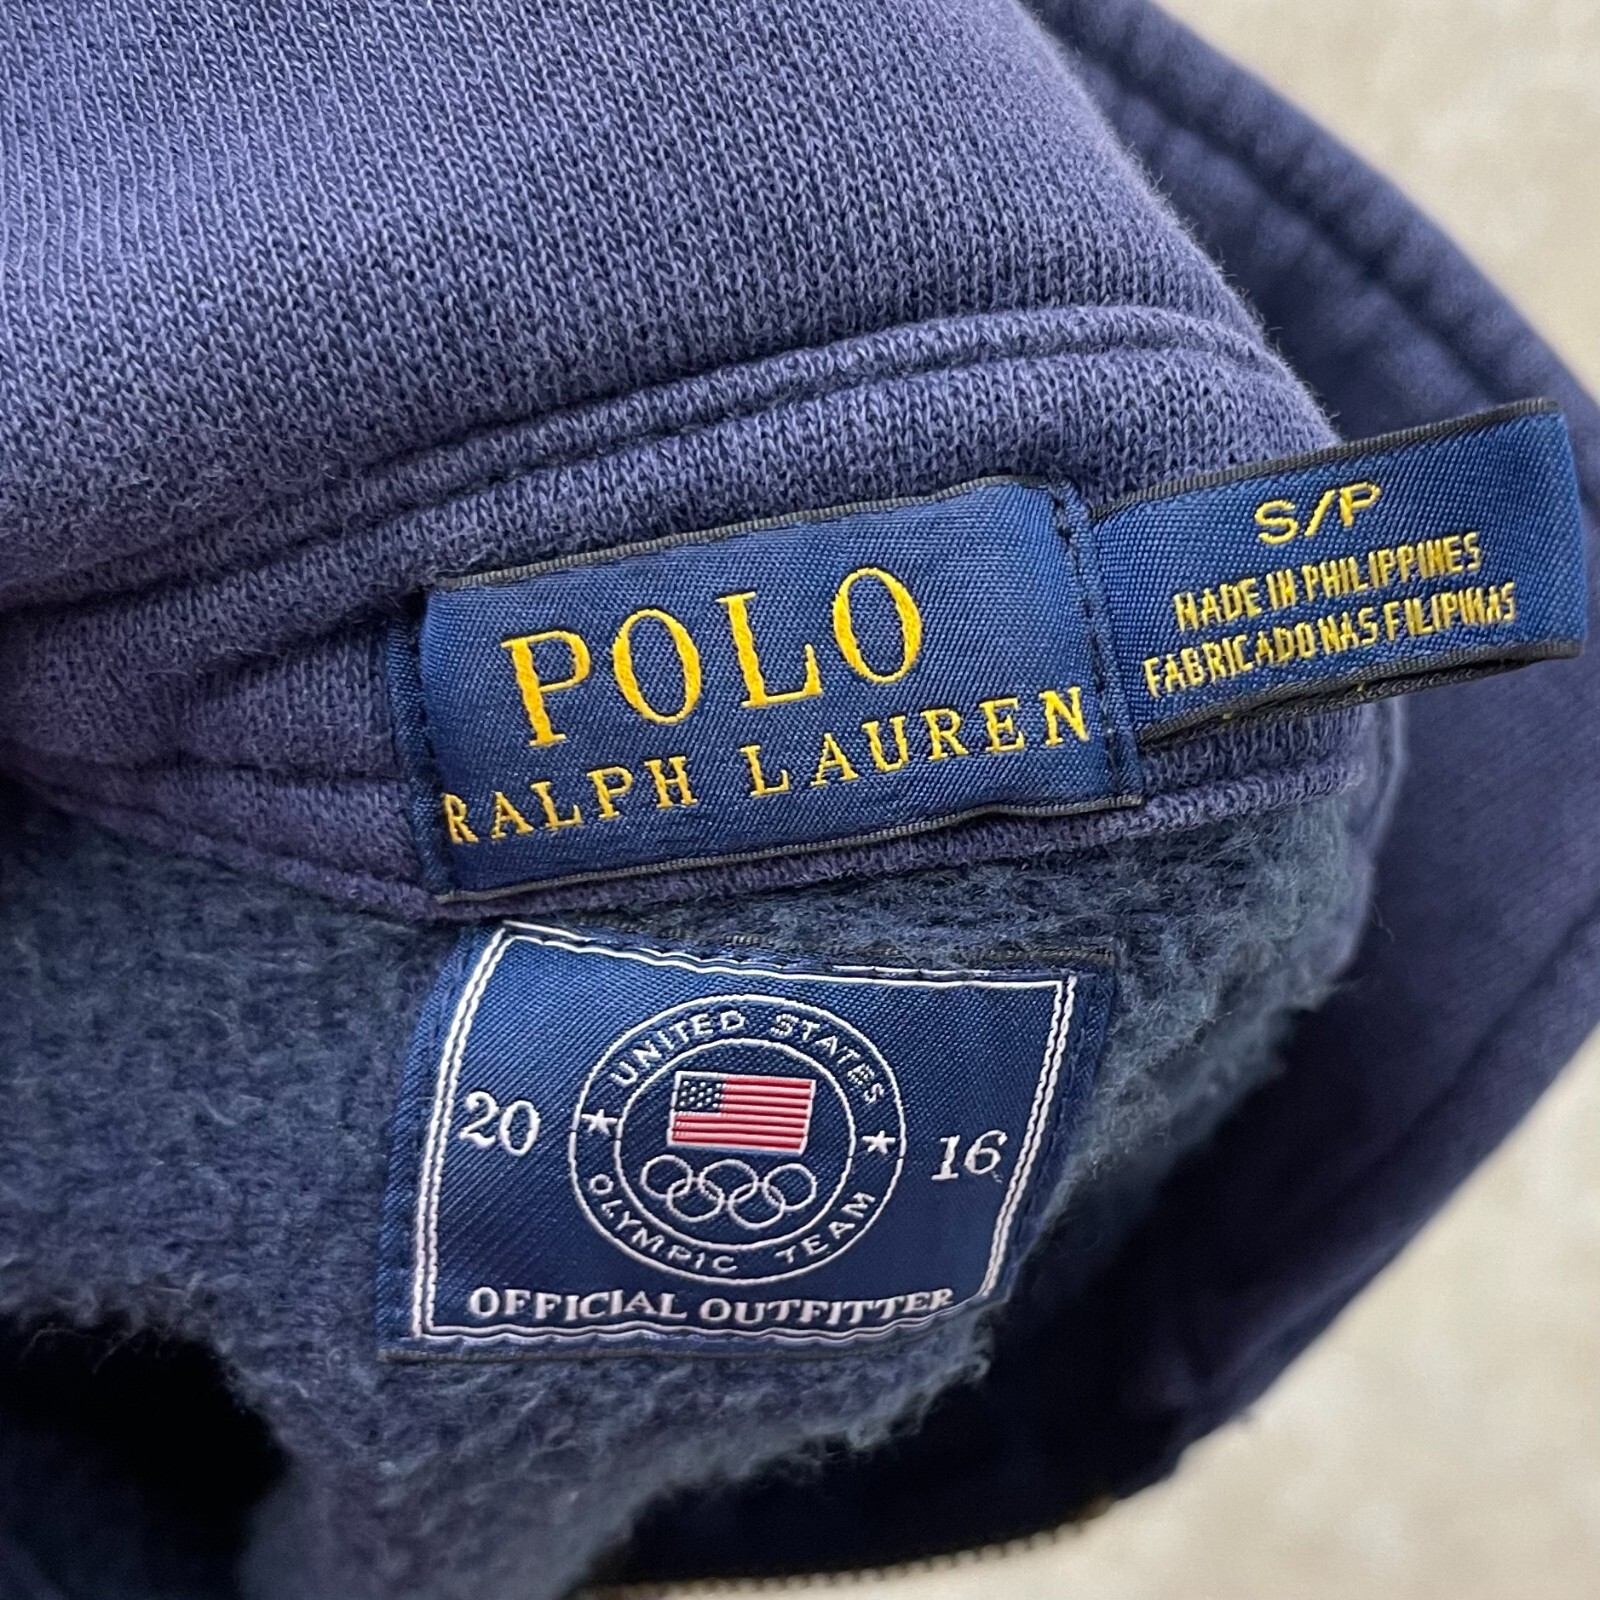 POLO
RALPH LAUREN
S/P
MADE IN PHILIPPINES
FABRICADO NAS FILIPINAS
UNITED STATES
20
16
OLYMPIC TEAM
OFFICIAL OUTFITTER